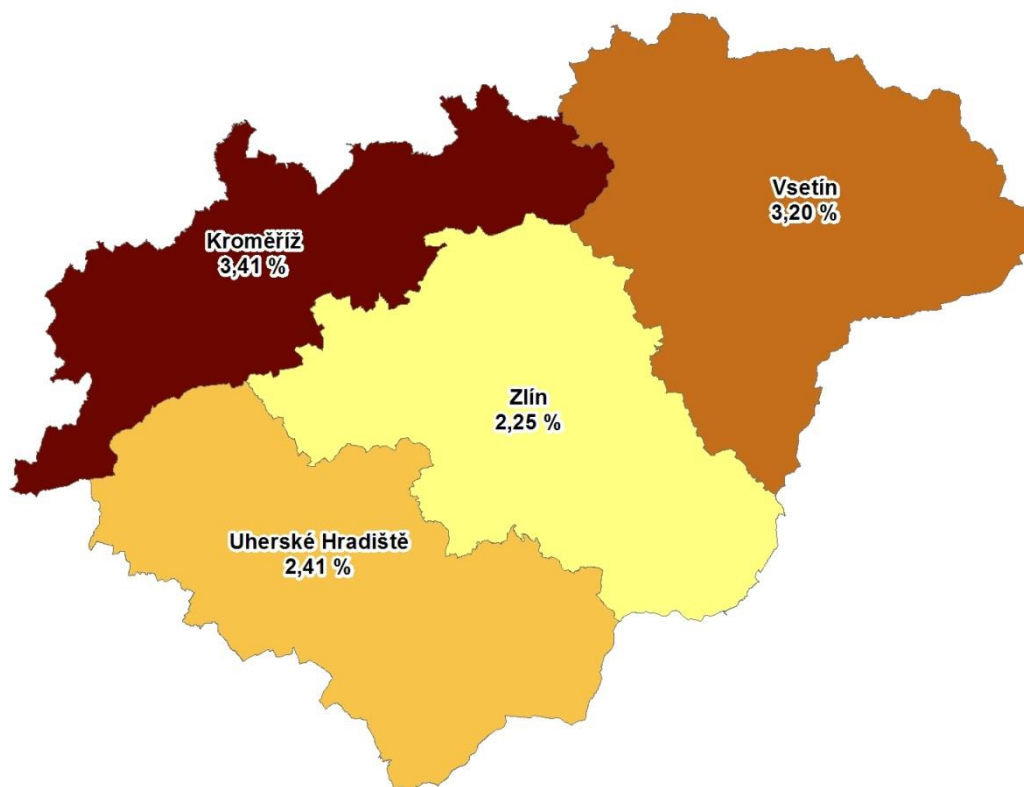 Vsetín
3,20 %
Kroměříž
3,41 %
Zlín
2,25 %
Uherské Hradiště
2,41 %